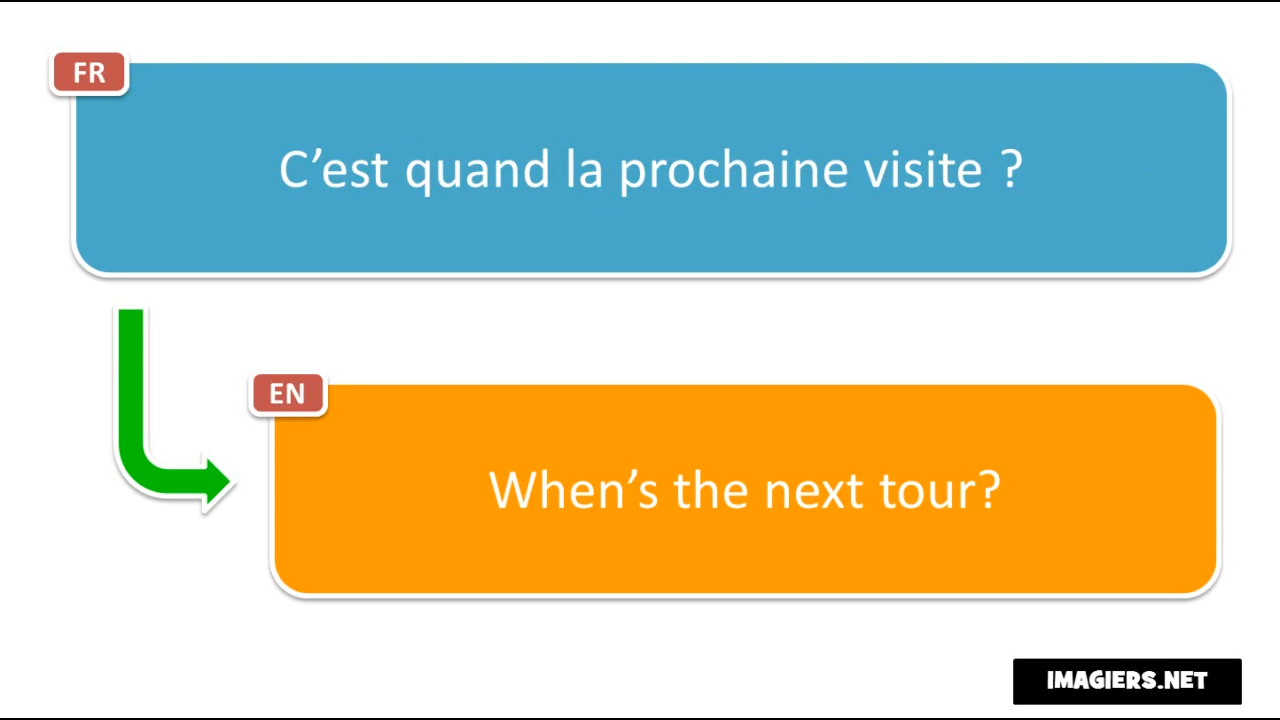 FR
C’est quand la prochaine visite ?
EN
When’s the next tour?
IMAGIERS.NET